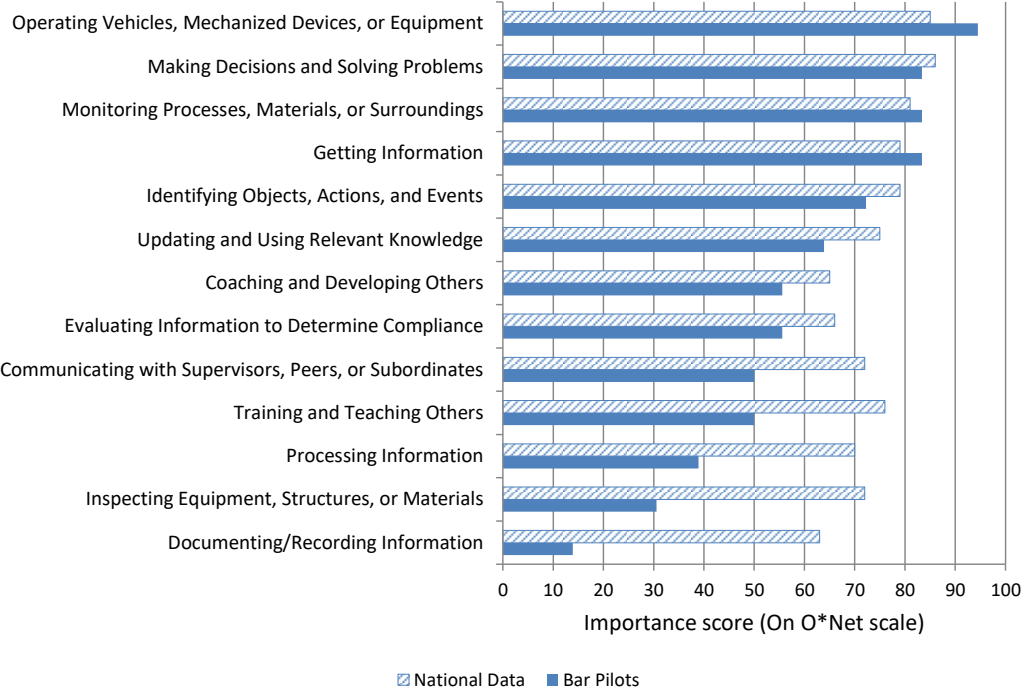 Operating Vehicles, Mechanized Devices, or Equipment
Making Decisions and Solving Problems
Monitoring Processes, Materials, or Surroundings
Getting Information
Identifying Objects, Actions, and Events
Updating and Using Relevant Knowledge
Coaching and Developing Others
Evaluating Information to Determine Compliance
Communicating with Supervisors, Peers, or Subordinates
Training and Teaching Others
Processing Information
Inspecting Equipment, Structures, or Materials
Documenting/Recording Information
0 10 20 30 40 50 60 70 80 90 100
Importance score (On O*Net scale)
National Data Bar Pilots